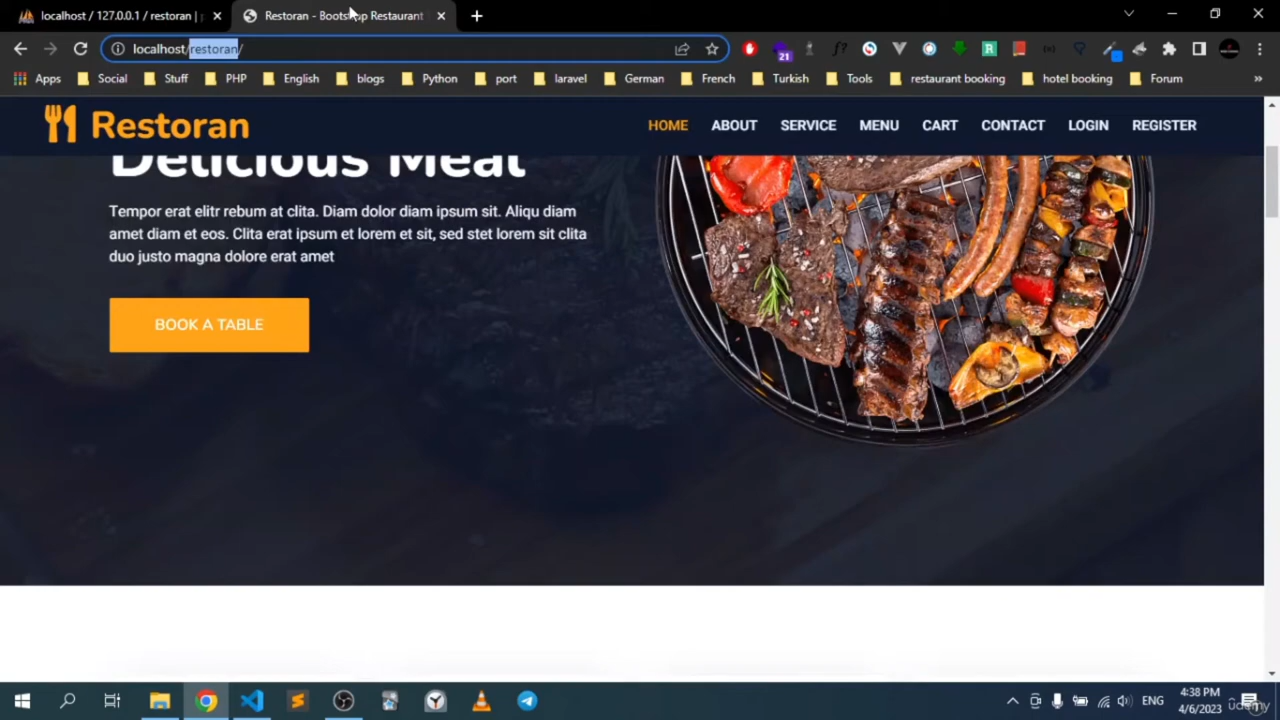 localhost / 127.0.0.1 / restoran | p
Restoran - Bootstrap Restaurant
localhost/restoran/
21
f?
R
Apps
Social
Stuff
PHP
English
blogs
Python
port
laravel
German
French
Turkish
Tools
restaurant booking
hotel booking
Forum
»
Restoran
HOME
ABOUT
SERVICE
MENU
CART
CONTACT
LOGIN
REGISTER
Delicious Meal
Tempor erat elitr rebum at clita. Diam dolor diam ipsum sit. Aliqu diam
amet diam et eos. Clita erat ipsum et lorem et sit, sed stet lorem sit clita
duo justo magna dolore erat amet
BOOK A TABLE
ENG
4:38 PM
4/6/2023
udemy